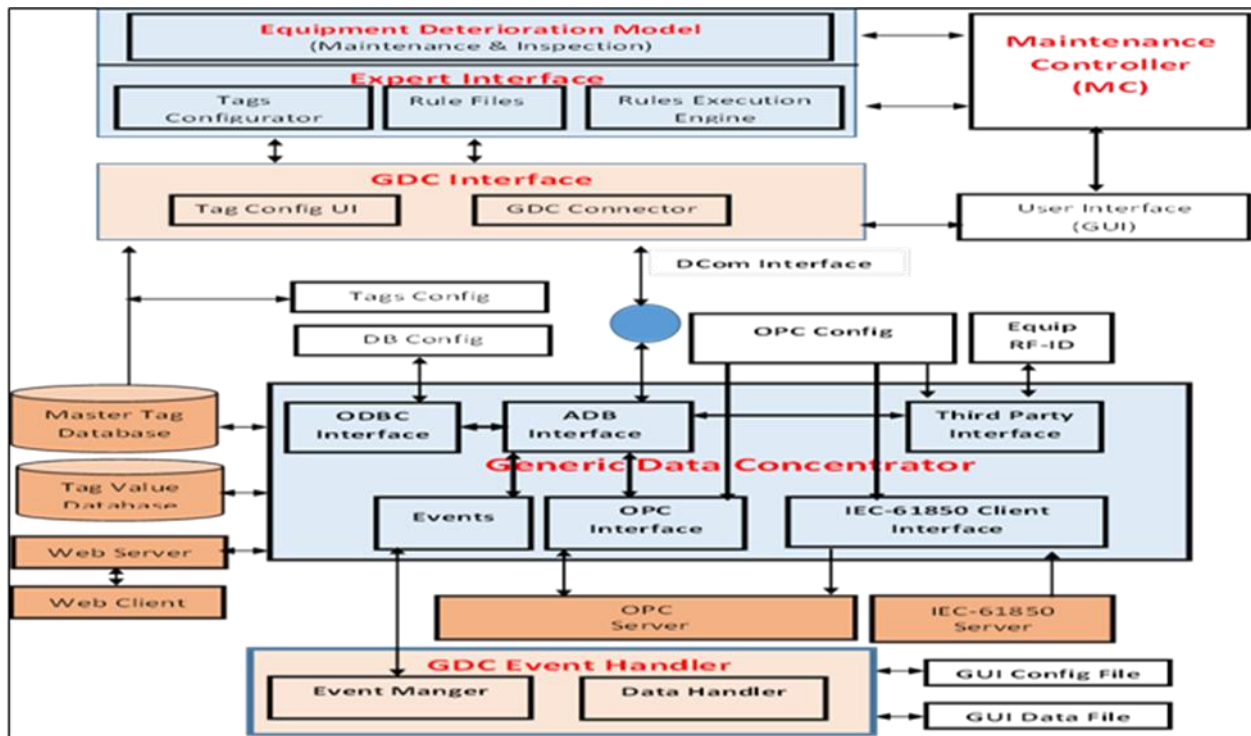 Equipment Deterioration Model
(Maintenance & Inspection)
Maintenance
Controller
(MC)
Expert Interface
Tags
Configurator
Rule Files
Rules Execution
Engine
GDC Interface
Tag Config UI
GDC Connector
User Interface
(GUI)
DCom Interface
Tags Config
DB Config
OPC Config
Equip
RF-ID
Master Tag
Database
ODBC
Interface
ADB
Interface
Third Party
Interface
Generic Data Concentrator
Tag Value
Database
Events
OPC
Interface
IEC-61850 Client
Interface
Web Server
Web Client
OPC
Server
IEC-61850
Server
GDC Event Handler
Event Manger
Data Handler
GUI Config File
GUI Data File